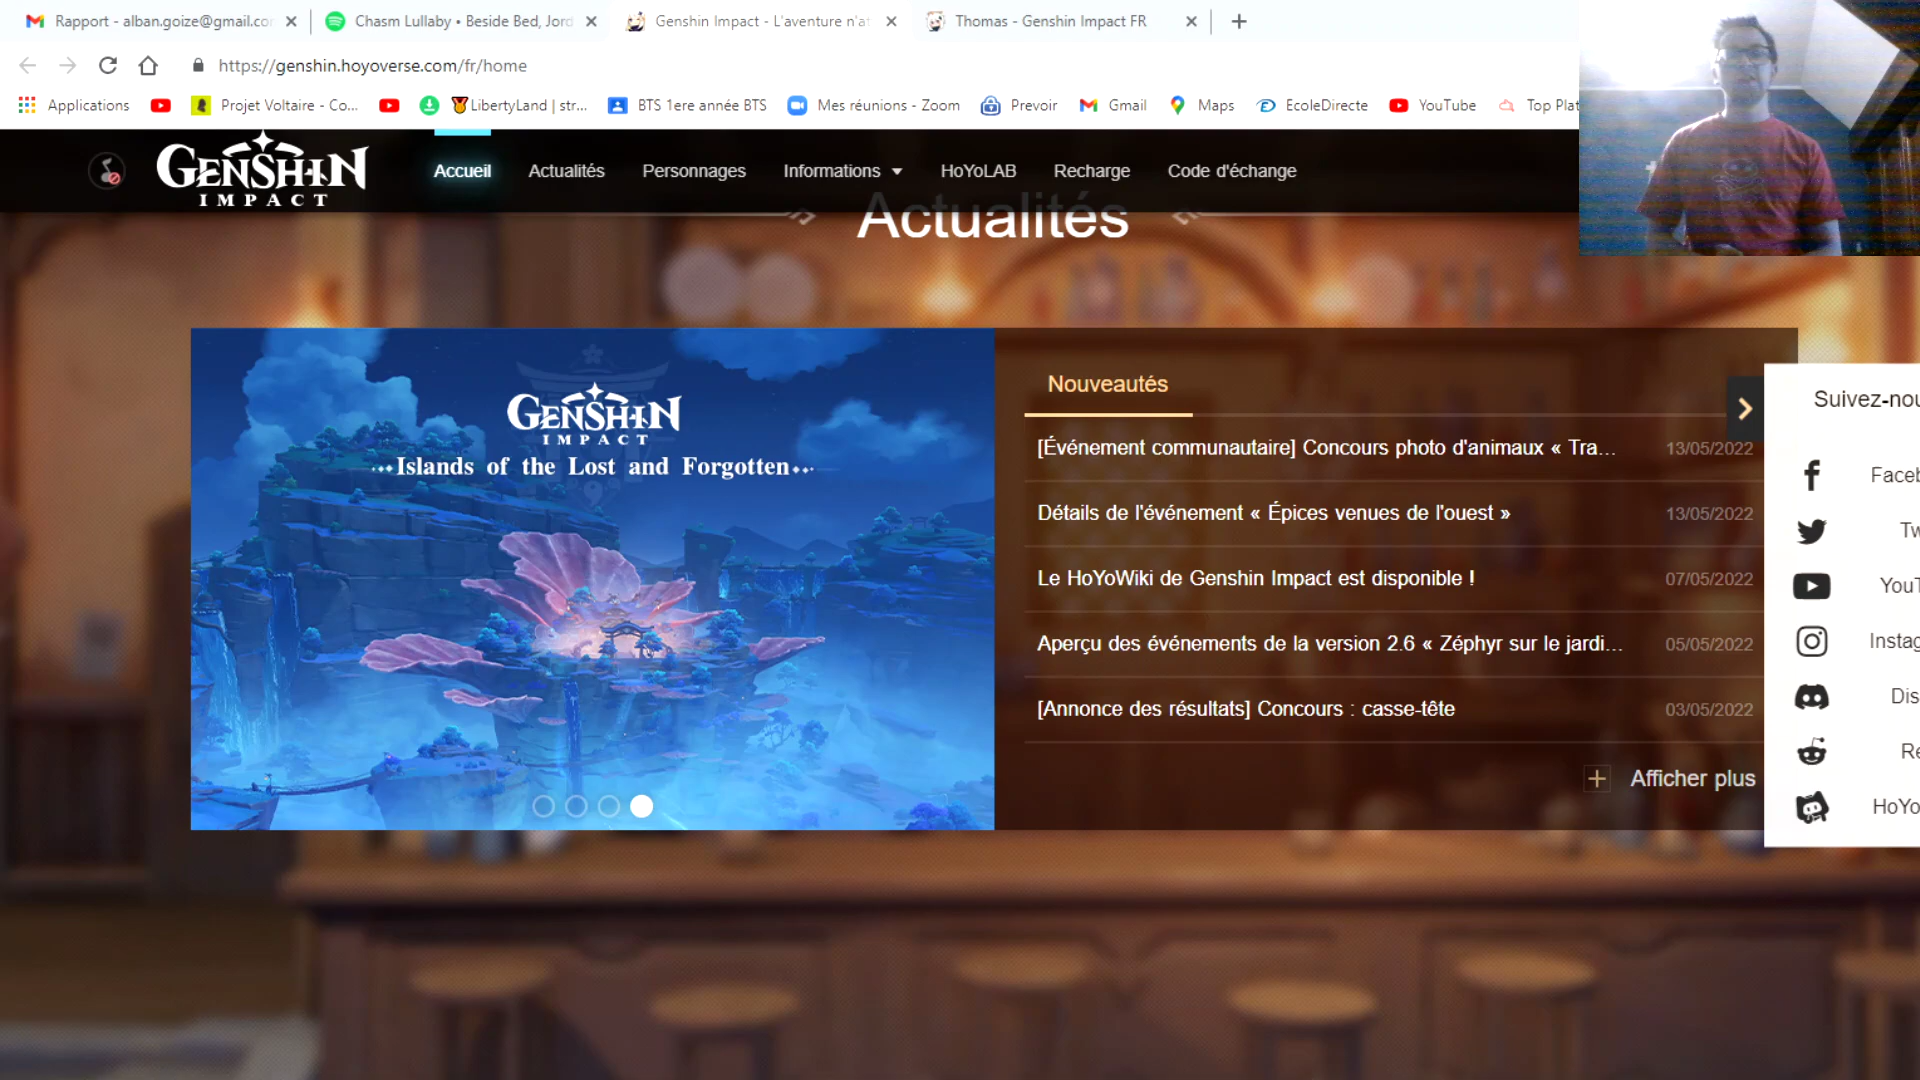 Rapport - alban.goize@gmail.co
Chasm Lullaby • Beside Bed, Jord
Genshin Impact - L'aventure n'a
Thomas - Genshin Impact FR
https://genshin.hoyoverse.com/fr/home
Applications
Projet Voltaire - Co...
LibertyLand | str...
BTS 1ere année BTS
Mes réunions - Zoom
Prevoir
Gmail
Maps
EcoleDirecte
YouTube
Top Plat
GENSHIN
IMPACT
Accueil
Actualités
Personnages
Informations
HoYoLAB
Recharge
Code d'échange
Actualités
GENSHIN
IMPACT
Islands of the Lost and Forgotten
Nouveautés
[Événement communautaire] Concours photo d'animaux « Tra... 13/05/2022
Détails de l'événement « Épices venues de l'ouest » 13/05/2022
Le HoYoWiki de Genshin Impact est disponible ! 07/05/2022
Aperçu des événements de la version 2.6 « Zéphyr sur le jardi... 05/05/2022
[Annonce des résultats] Concours : casse-tête 03/05/2022
Afficher plus
Suivez-nou
Faceb
Tw
YouT
Instag
Dis
Re
HoYo